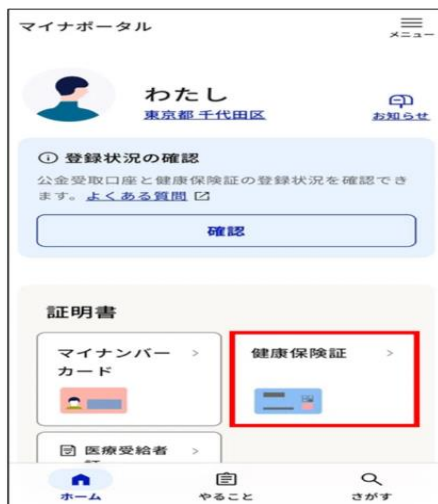 マイナポータル
メニュー
わたし
東京都 千代田区
お知らせ
登録状況の確認
公金受取口座と健康保険証の登録状況を確認でき
ます。よくある質問
確認
証明書
マイナンバー
カード
健康保険証
医療受給者
証
ホーム
やること
さがす